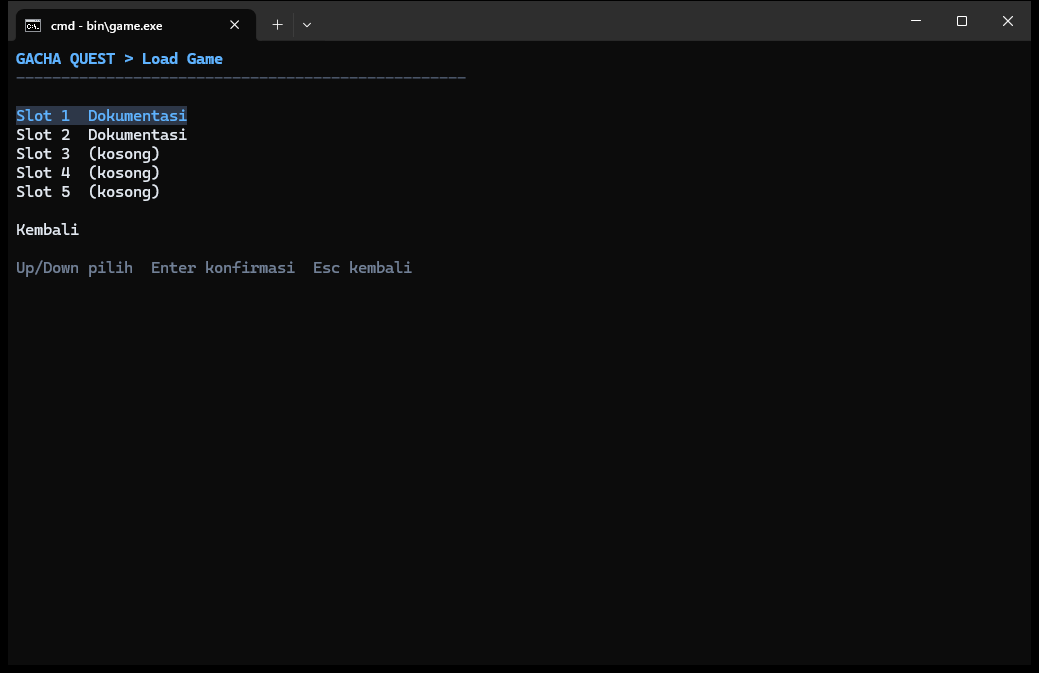 cmd - bin\game.exe
GACHA QUEST > Load Game
--------------------------------------------------
Slot 1  Dokumentasi
Slot 2  Dokumentasi
Slot 3  (kosong)
Slot 4  (kosong)
Slot 5  (kosong)
Kembali
Up/Down pilih  Enter konfirmasi  Esc kembali